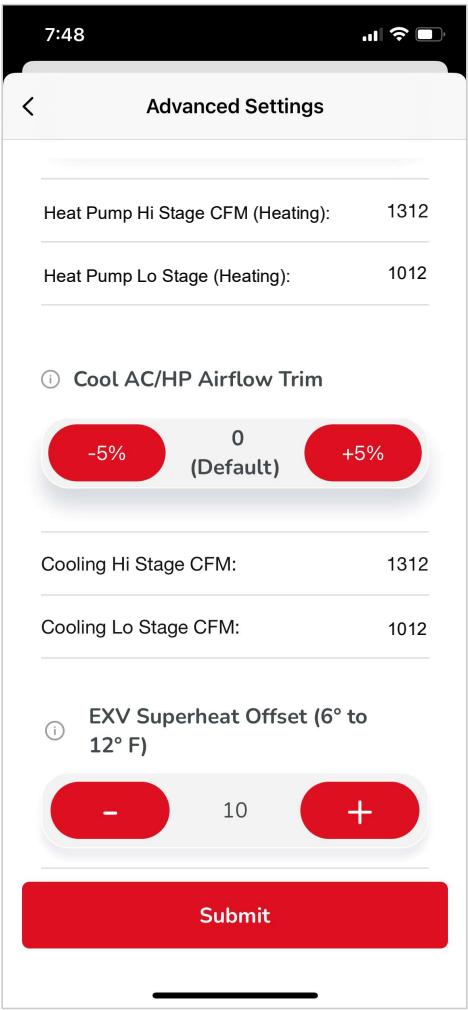 7:48
Advanced Settings
Heat Pump Hi Stage CFM (Heating): 1312
Heat Pump Lo Stage (Heating): 1012
Cool AC/HP Airflow Trim
-5% 0 (Default) +5%
Cooling Hi Stage CFM: 1312
Cooling Lo Stage CFM: 1012
EXV Superheat Offset (6° to
12° F)
- 10 +
Submit